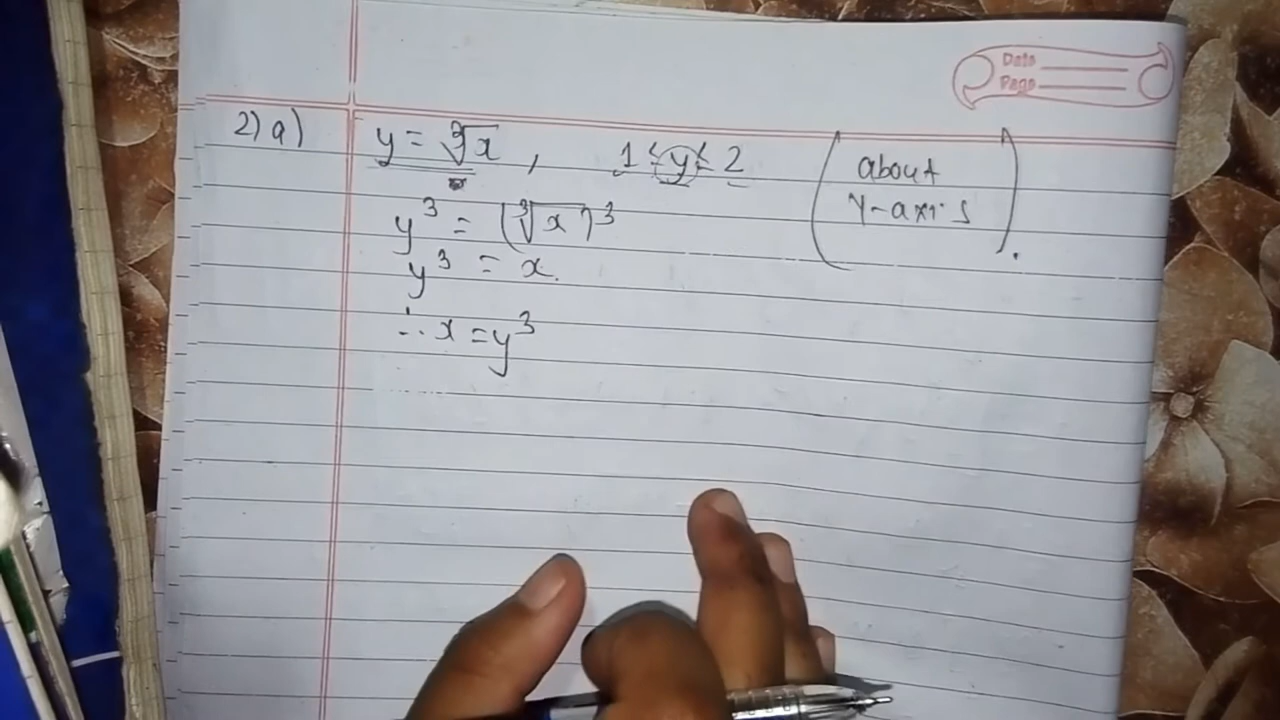 Date
Page
2) a) y = ∛x , 1 ≤ y ≤ 2 (about
Y-axis).
y³ = (∛x)³
y³ = x.
∴ x = y³